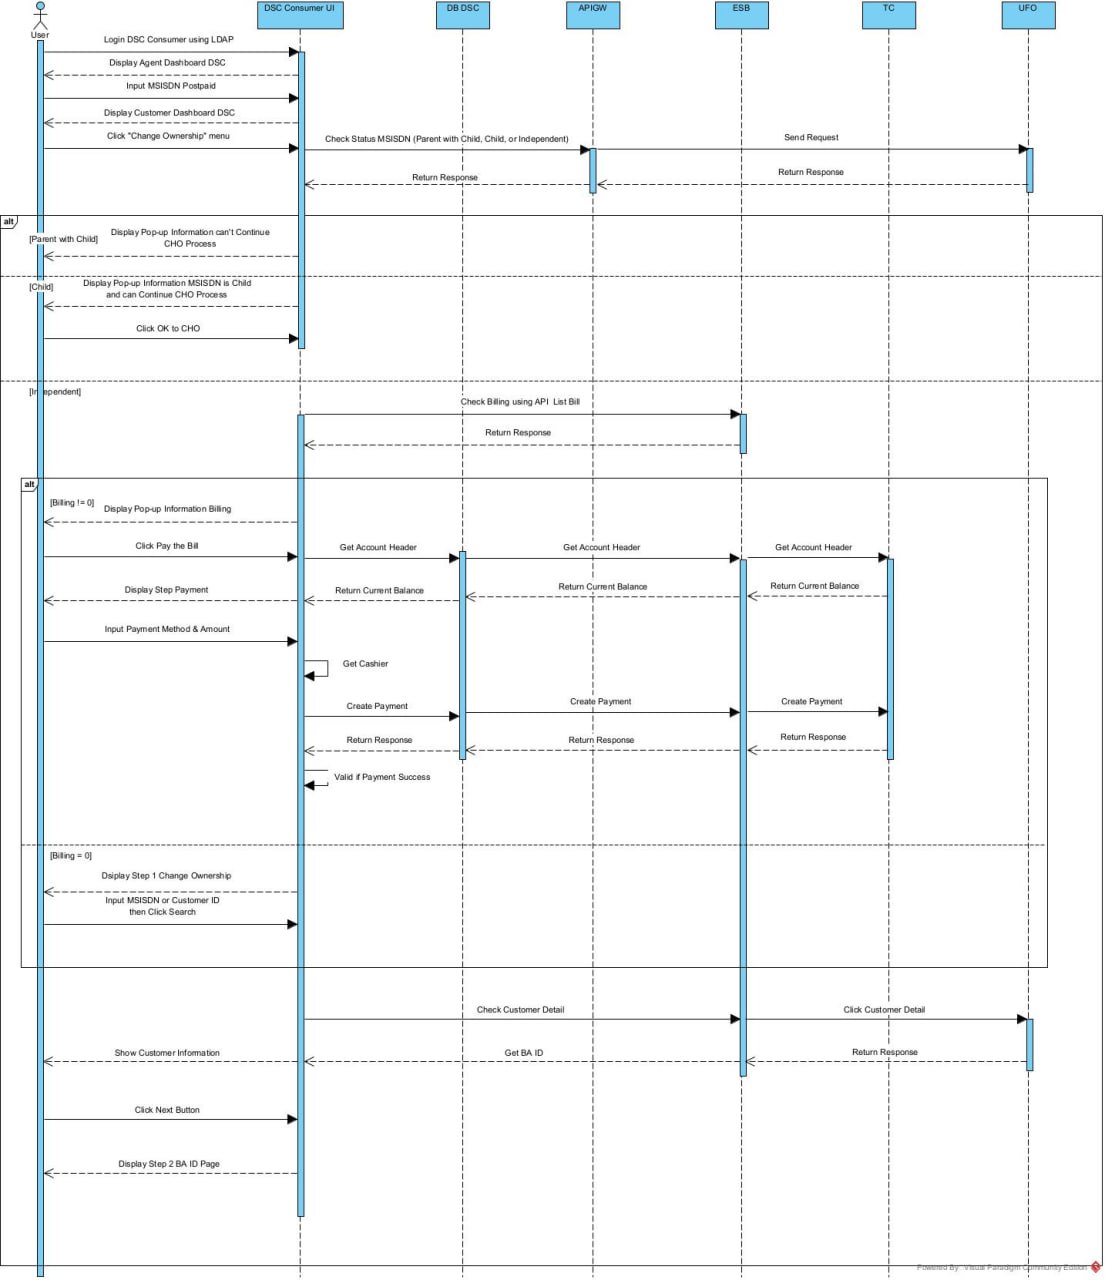 DSC Consumer UI
DB DSC
APIGW
ESB
TC
UFO
User
Login DSC Consumer using LDAP
Display Agent Dashboard DSC
Input MSISDN Postpaid
Display Customer Dashboard DSC
Click "Change Ownership" menu
Check Status MSISDN (Parent with Child, Child, or Independent)
Send Request
Return Response
Return Response
alt
[Parent with Child]
Display Pop-up Information can't Continue
CHO Process
[Child]
Display Pop-up Information MSISDN is Child
and can Continue CHO Process
Click OK to CHO
[Independent]
Check Billing using API List Bill
Return Response
alt
[Billing != 0]
Display Pop-up Information Billing
Click Pay the Bill
Get Account Header
Get Account Header
Get Account Header
Display Step Payment
Return Current Balance
Return Current Balance
Return Current Balance
Input Payment Method & Amount
Get Cashier
Create Payment
Create Payment
Create Payment
Return Response
Return Response
Return Response
Valid if Payment Success
[Billing = 0]
Dsiplay Step 1 Change Ownership
Input MSISDN or Customer ID
then Click Search
Check Customer Detail
Click Customer Detail
Show Customer Information
Get BA ID
Return Response
Click Next Button
Display Step 2 BA ID Page
Powered By Visual Paradigm Community Edition